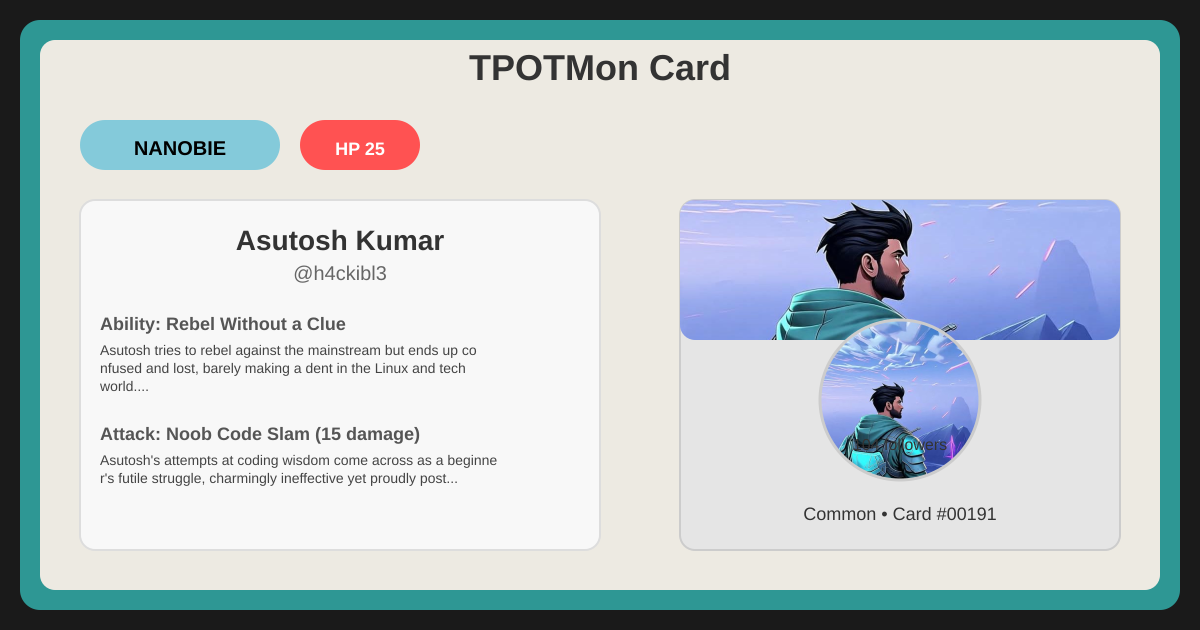 TPOTMon Card
NANOBIE
HP 25
Asutosh Kumar
@h4ckibl3
Ability: Rebel Without a Clue
Asutosh tries to rebel against the mainstream but ends up co
nfused and lost, barely making a dent in the Linux and tech
world....
Attack: Noob Code Slam (15 damage)
Asutosh's attempts at coding wisdom come across as a beginne
r's futile struggle, charmingly ineffective yet proudly post...
followers
Common • Card #00191